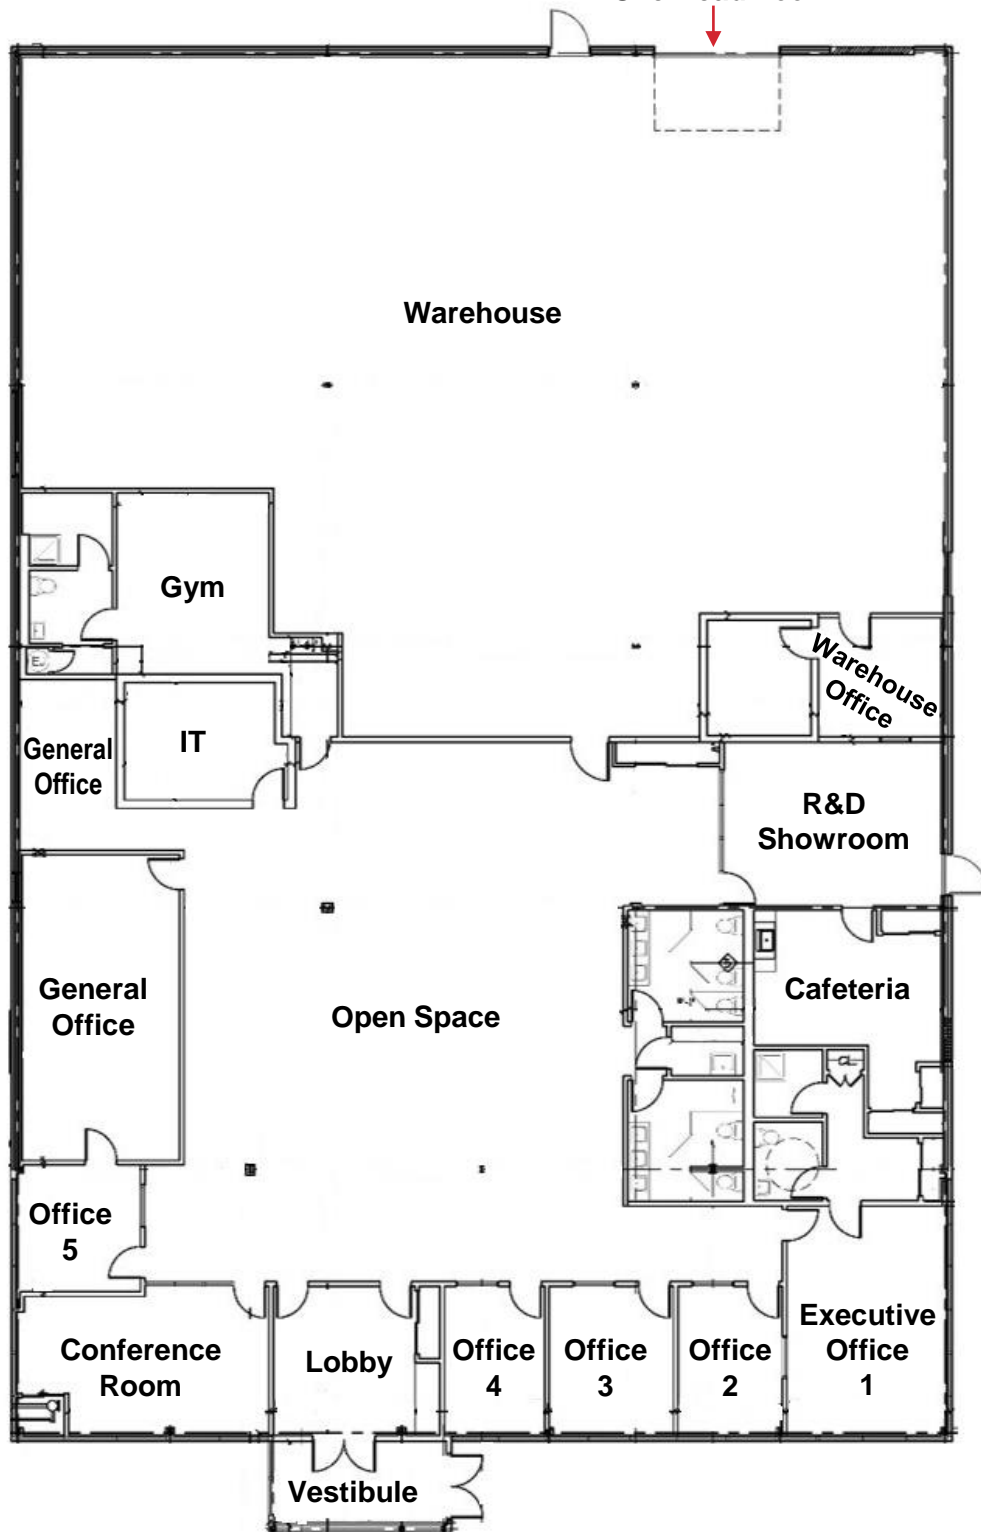 Warehouse
Gym
Warehouse
Office
General
Office
IT
R&D
Showroom
General
Office
Open Space
Cafeteria
Office
5
Conference
Room
Lobby
Office
4
Office
3
Office
2
Executive
Office
1
Vestibule